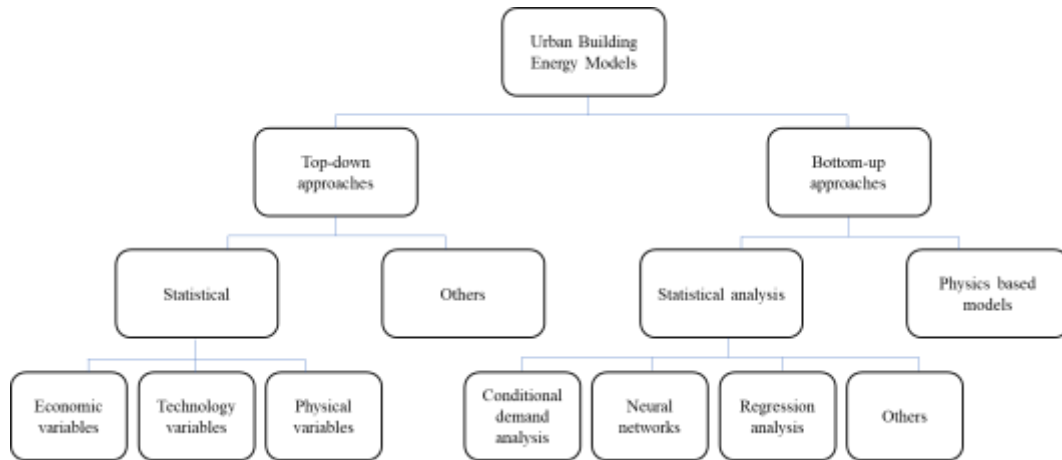 Urban Building
Energy Models
Top-down
approaches
Bottom-up
approaches
Statistical
Others
Statistical analysis
Physics based
models
Economic
variables
Technology
variables
Physical
variables
Conditional
demand
analysis
Neural
networks
Regression
analysis
Others